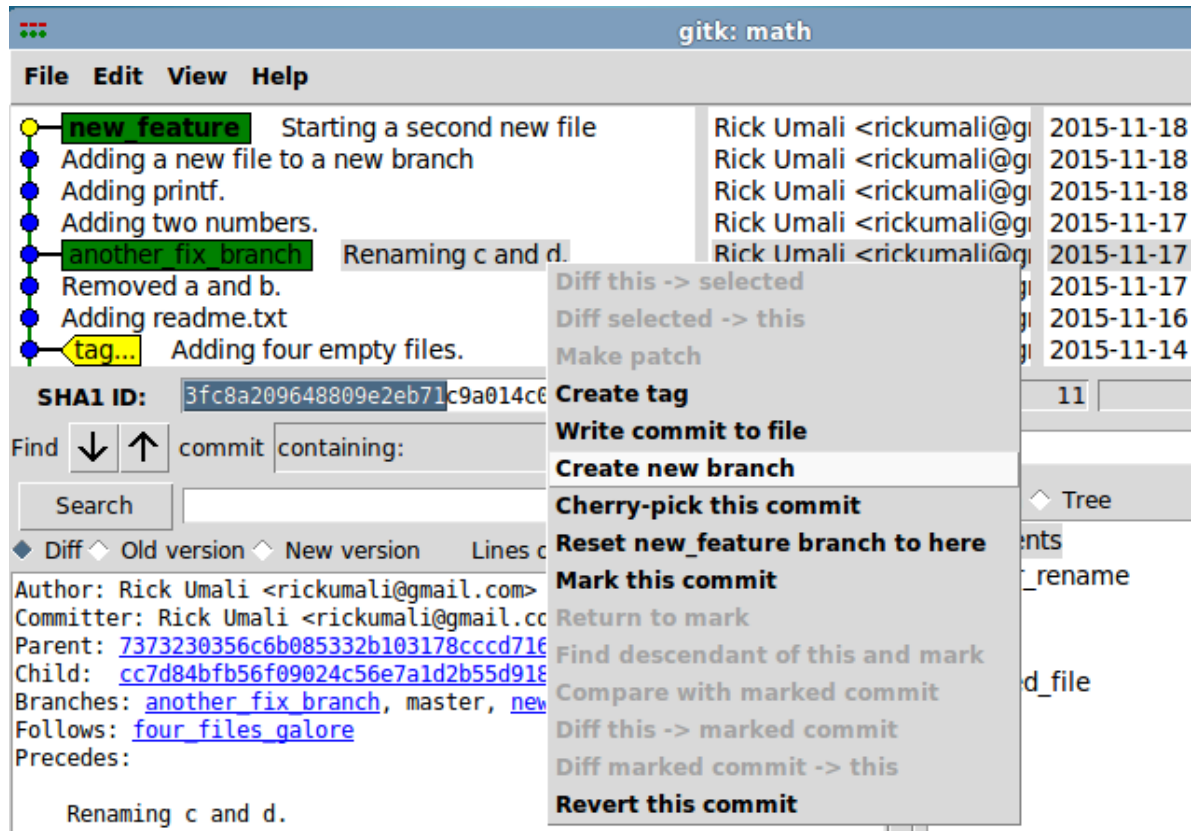 gitk: math
File Edit View Help
new_feature Starting a second new file Rick Umali <rickumali@g 2015-11-18
Adding a new file to a new branch Rick Umali <rickumali@g 2015-11-18
Adding printf. Rick Umali <rickumali@g 2015-11-18
Adding two numbers. Rick Umali <rickumali@g 2015-11-17
another_fix_branch Renaming c and d. Rick Umali <rickumali@g 2015-11-17
Removed a and b. 2015-11-17
Adding readme.txt 2015-11-16
tag... Adding four empty files. 2015-11-14
SHA1 ID: 3fc8a209648809e2eb71c9a014c0 11
Find ↓ ↑ commit containing:
Search
Tree
Diff Old version New version Lines
Author: Rick Umali <rickumali@gmail.com>
Committer: Rick Umali <rickumali@gmail.co
Parent: 7373230356c6b085332b103178cccd716
Child: cc7d84bfb56f09024c56e7a1d2b55d918
Branches: another_fix_branch, master, new
Follows: four_files_galore
Precedes:
Renaming c and d.
Diff this -> selected
Diff selected -> this
Make patch
Create tag
Write commit to file
Create new branch
Cherry-pick this commit
Reset new_feature branch to here
Mark this commit
Return to mark
Find descendant of this and mark
Compare with marked commit
Diff this -> marked commit
Diff marked commit -> this
Revert this commit
nts
_rename
d_file